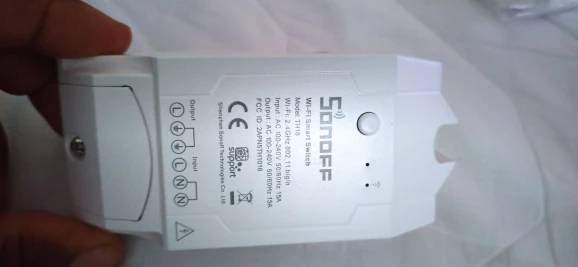 SONOFF
Wi-Fi Smart Switch
Model: TH16
Wi-Fi: 2.4GHz 802.11 b/g/n
Input: AC 100-240V 50/60Hz 15A
Output: AC 100-240V 50/60Hz 15A
FCC ID: 2APN5TH1016
CE
support
Shenzhen Sonoff Technologies Co., Ltd
Output Input
L L N N